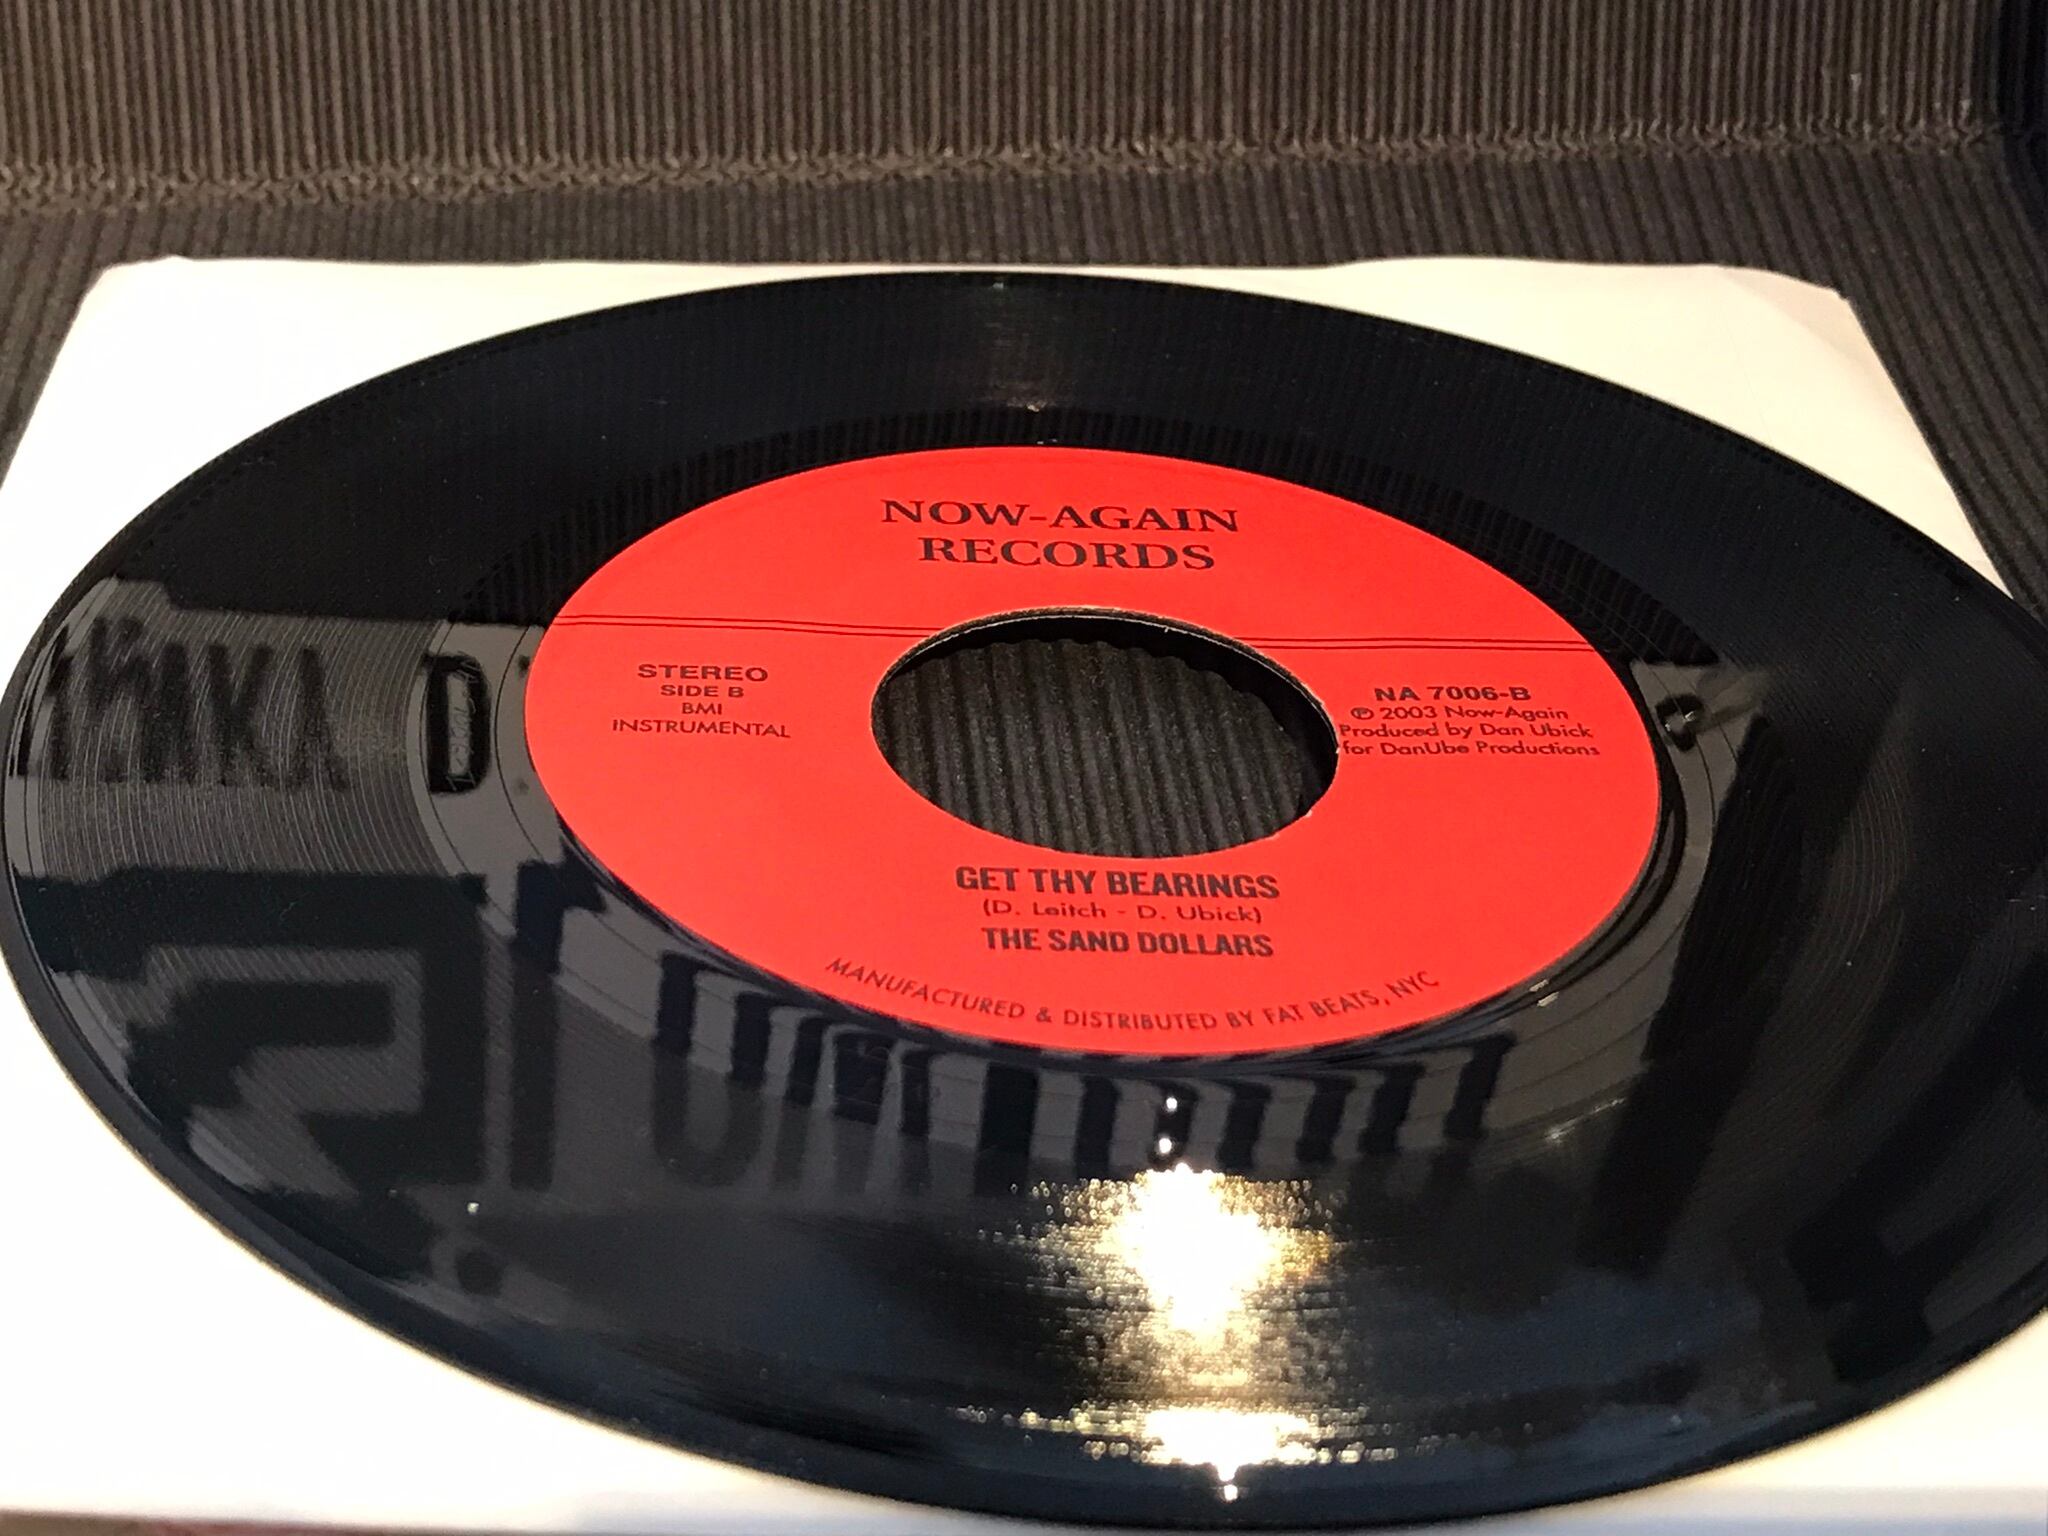 NOW-AGAIN
RECORDS
STEREO
SIDE B
BMI
INSTRUMENTAL
NA 7006-B
℗ 2003 Now-Again
Produced by Dan Ubick
for DanUbe Productions
GET THY BEARINGS
(D. Leitch - D. Ubick)
THE SAND DOLLARS
MANUFACTURED & DISTRIBUTED BY FAT BEATS, NYC